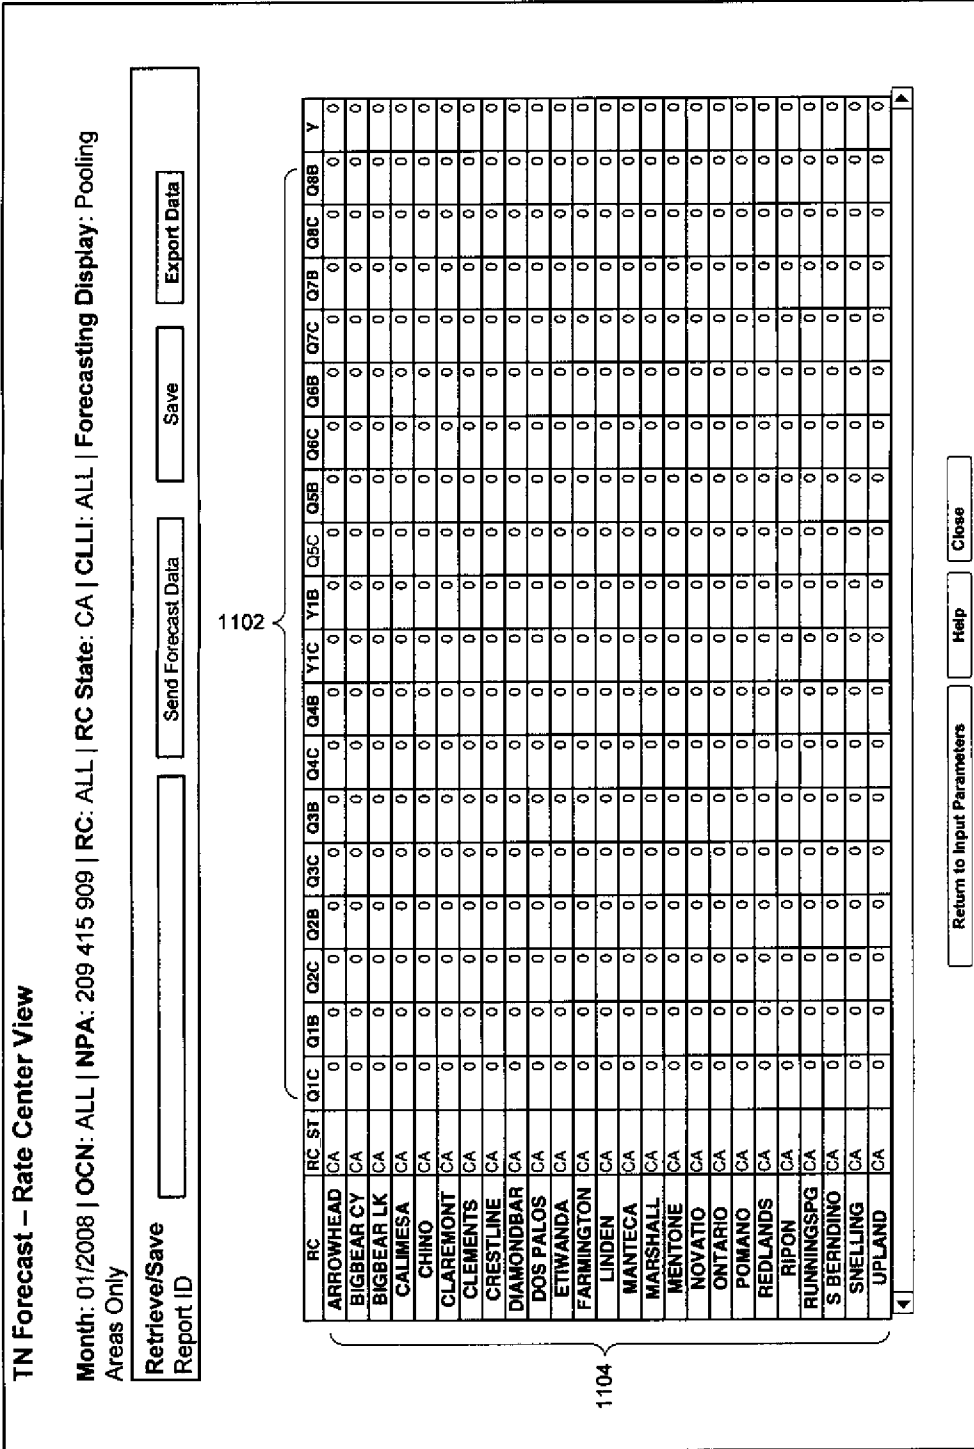 TN Forecast – Rate Center View
Month: 01/2008 | OCN: ALL | NPA: 209 415 909 | RC: ALL | RC State: CA | CLLI: ALL | Forecasting Display: Pooling
Areas Only
Retrieve/Save
Report ID
Send Forecast Data
Save
Export Data
1102
RC RC_ST Q1C Q1B Q2C Q2B Q3C Q3B Q4C Q4B Y1C Y1B Q5C Q5B Q6C Q6B Q7C Q7B Q8C Q8B Y
ARROWHEAD CA 0 0 0 0 0 0 0 0 0 0 0 0 0 0 0 0 0 0 0
BIGBEAR CY CA 0 0 0 0 0 0 0 0 0 0 0 0 0 0 0 0 0 0 0
BIGBEAR LK CA 0 0 0 0 0 0 0 0 0 0 0 0 0 0 0 0 0 0 0
CALIMESA CA 0 0 0 0 0 0 0 0 0 0 0 0 0 0 0 0 0 0 0
CHINO CA 0 0 0 0 0 0 0 0 0 0 0 0 0 0 0 0 0 0 0
CLAREMONT CA 0 0 0 0 0 0 0 0 0 0 0 0 0 0 0 0 0 0 0
CLEMENTS CA 0 0 0 0 0 0 0 0 0 0 0 0 0 0 0 0 0 0 0
CRESTLINE CA 0 0 0 0 0 0 0 0 0 0 0 0 0 0 0 0 0 0 0
DIAMONDBAR CA 0 0 0 0 0 0 0 0 0 0 0 0 0 0 0 0 0 0 0
DOS PALOS CA 0 0 0 0 0 0 0 0 0 0 0 0 0 0 0 0 0 0 0
ETIWANDA CA 0 0 0 0 0 0 0 0 0 0 0 0 0 0 0 0 0 0 0
FARMINGTON CA 0 0 0 0 0 0 0 0 0 0 0 0 0 0 0 0 0 0 0
LINDEN CA 0 0 0 0 0 0 0 0 0 0 0 0 0 0 0 0 0 0 0
MANTECA CA 0 0 0 0 0 0 0 0 0 0 0 0 0 0 0 0 0 0 0
MARSHALL CA 0 0 0 0 0 0 0 0 0 0 0 0 0 0 0 0 0 0 0
MENTONE CA 0 0 0 0 0 0 0 0 0 0 0 0 0 0 0 0 0 0 0
NOVATIO CA 0 0 0 0 0 0 0 0 0 0 0 0 0 0 0 0 0 0 0
ONTARIO CA 0 0 0 0 0 0 0 0 0 0 0 0 0 0 0 0 0 0 0
POMANO CA 0 0 0 0 0 0 0 0 0 0 0 0 0 0 0 0 0 0 0
REDLANDS CA 0 0 0 0 0 0 0 0 0 0 0 0 0 0 0 0 0 0 0
RIPON CA 0 0 0 0 0 0 0 0 0 0 0 0 0 0 0 0 0 0 0
RUNNINGSPG CA 0 0 0 0 0 0 0 0 0 0 0 0 0 0 0 0 0 0 0
S BERNDINO CA 0 0 0 0 0 0 0 0 0 0 0 0 0 0 0 0 0 0 0
SNELLING CA 0 0 0 0 0 0 0 0 0 0 0 0 0 0 0 0 0 0 0
UPLAND CA 0 0 0 0 0 0 0 0 0 0 0 0 0 0 0 0 0 0 0
1104
Return to Input Parameters
Help
Close